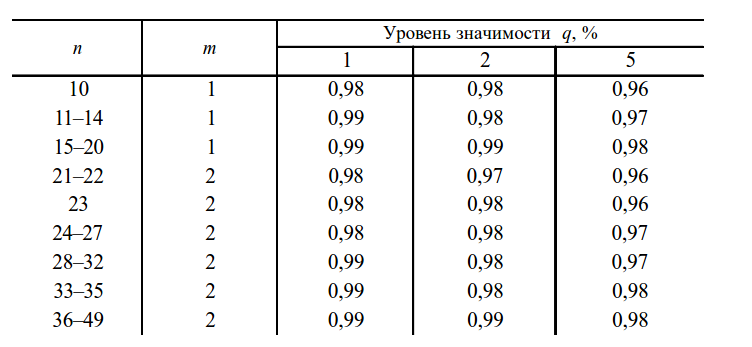 n m Уровень значимости q, %
1 2 5
10 1 0,98 0,98 0,96
11–14 1 0,99 0,98 0,97
15–20 1 0,99 0,99 0,98
21–22 2 0,98 0,97 0,96
23 2 0,98 0,98 0,96
24–27 2 0,98 0,98 0,97
28–32 2 0,99 0,98 0,97
33–35 2 0,99 0,98 0,98
36–49 2 0,99 0,99 0,98